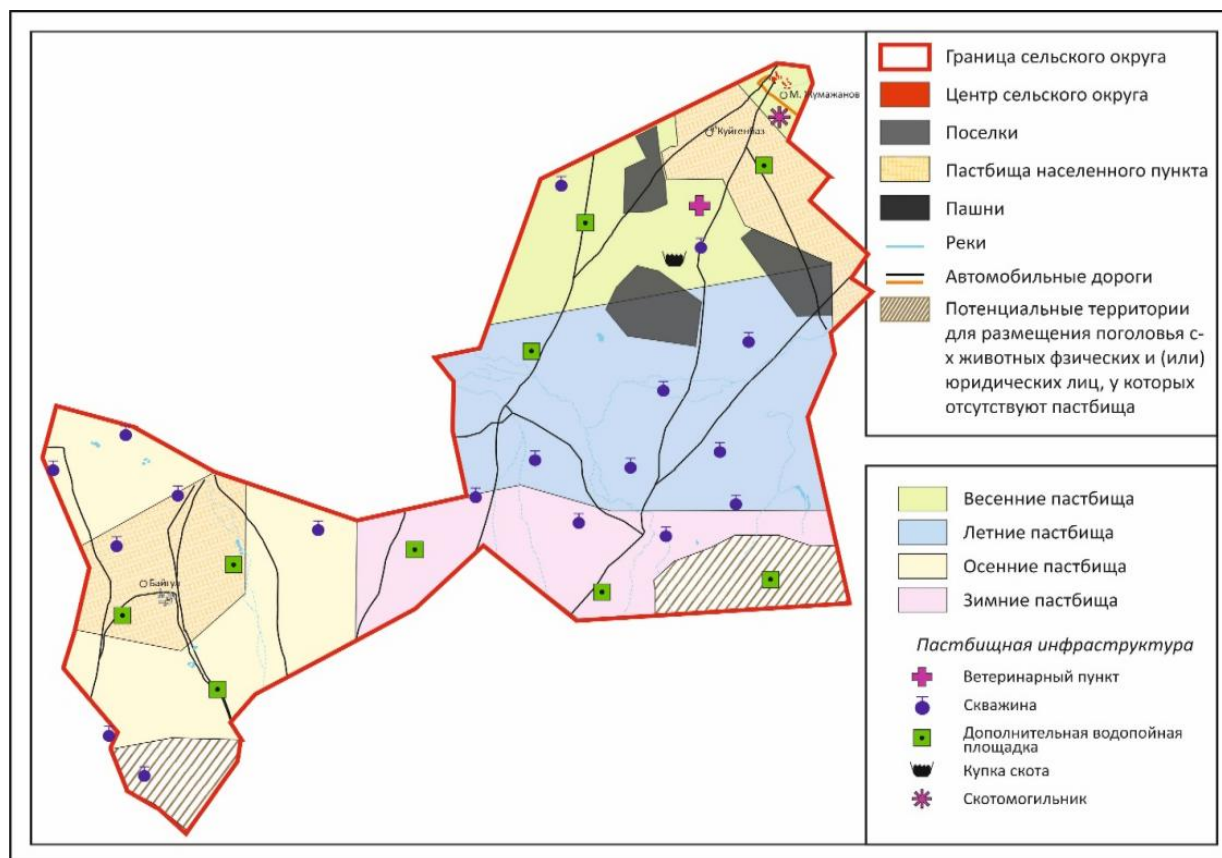 М. Жумажанов
Куйгенбаз
Байгул
Граница сельского округа
Центр сельского округа
Поселки
Пастбища населенного пункта
Пашни
Реки
Автомобильные дороги
Потенциальные территории
для размещения поголовья с-
х животных фзических и (или)
юридических лиц, у которых
отсутствуют пастбища
Весенние пастбища
Летние пастбища
Осенние пастбища
Зимние пастбища
Пастбищная инфраструктура
Ветеринарный пункт
Скважина
Дополнительная водопойная
площадка
Купка скота
Скотомогильник